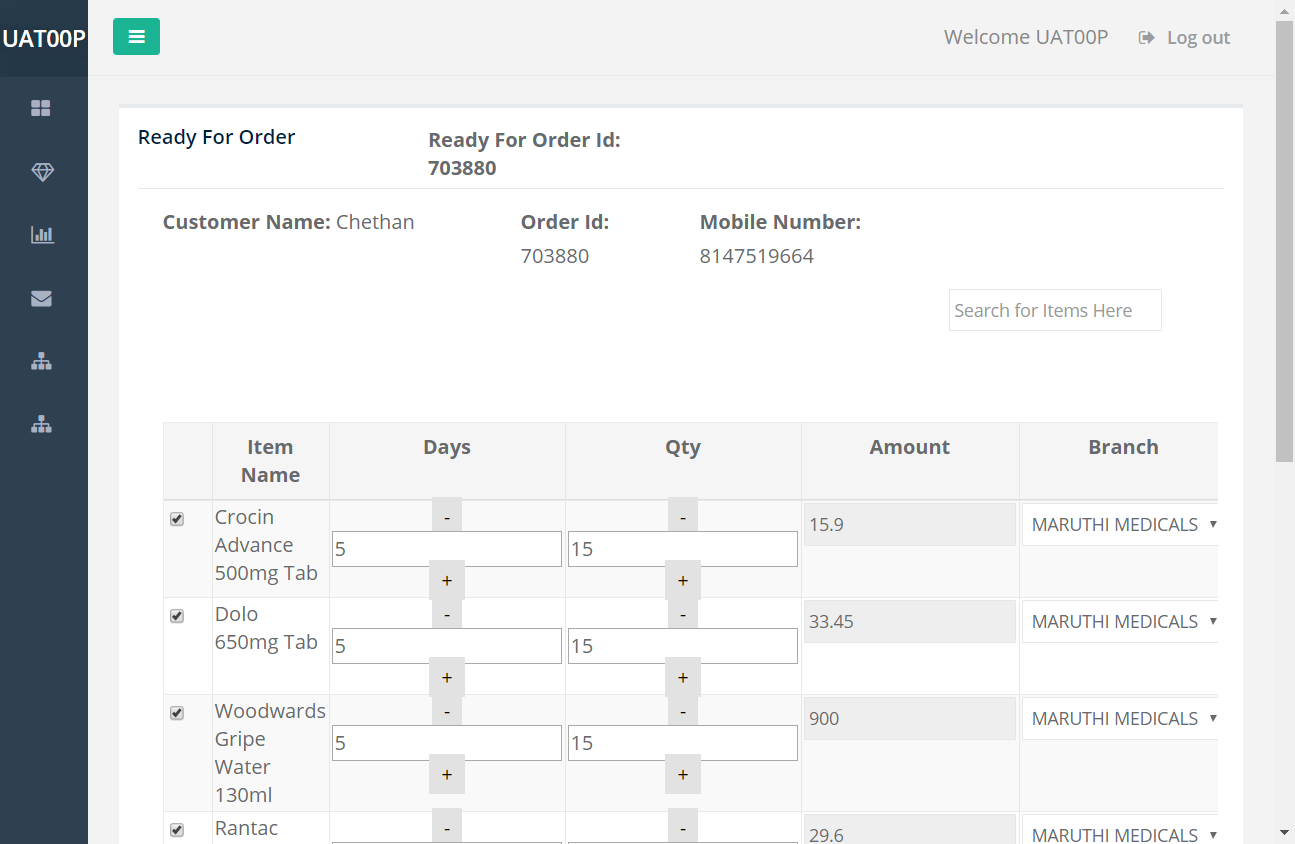 UAT00P
Welcome UAT00P
Log out
Ready For Order
Ready For Order Id:
703880
Customer Name: Chethan
Order Id:
703880
Mobile Number:
8147519664
Search for Items Here
Item Name
Days
Qty
Amount
Branch
Crocin
Advance
500mg Tab
-
5
+
-
15
+
15.9
MARUTHI MEDICALS
Dolo
650mg Tab
-
5
+
-
15
+
33.45
MARUTHI MEDICALS
Woodwards
Gripe
Water
130ml
-
5
+
-
15
+
900
MARUTHI MEDICALS
Rantac
-
-
29.6
MARUTHI MEDICALS